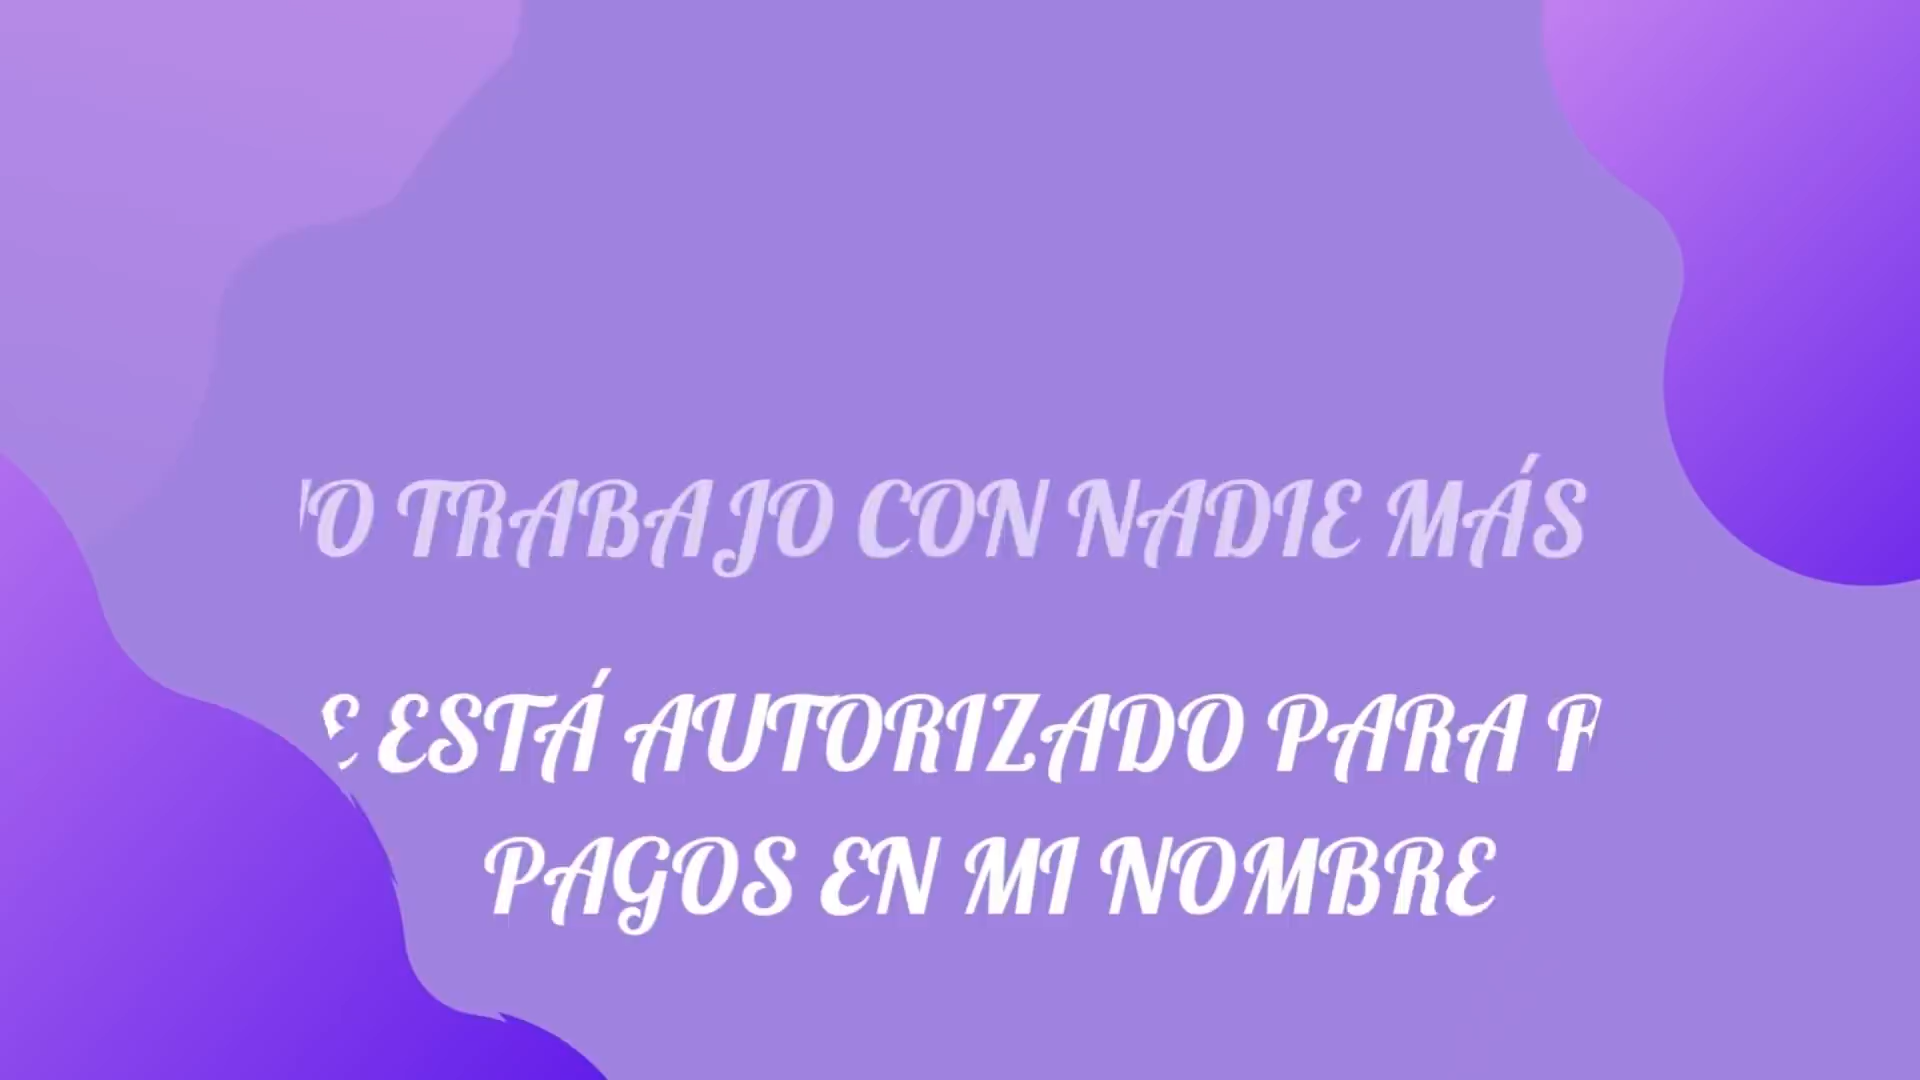 O TRABAJO CON NADIE MÁS
E ESTÁ AUTORIZADO PARA
PAGOS EN MI NOMBRE